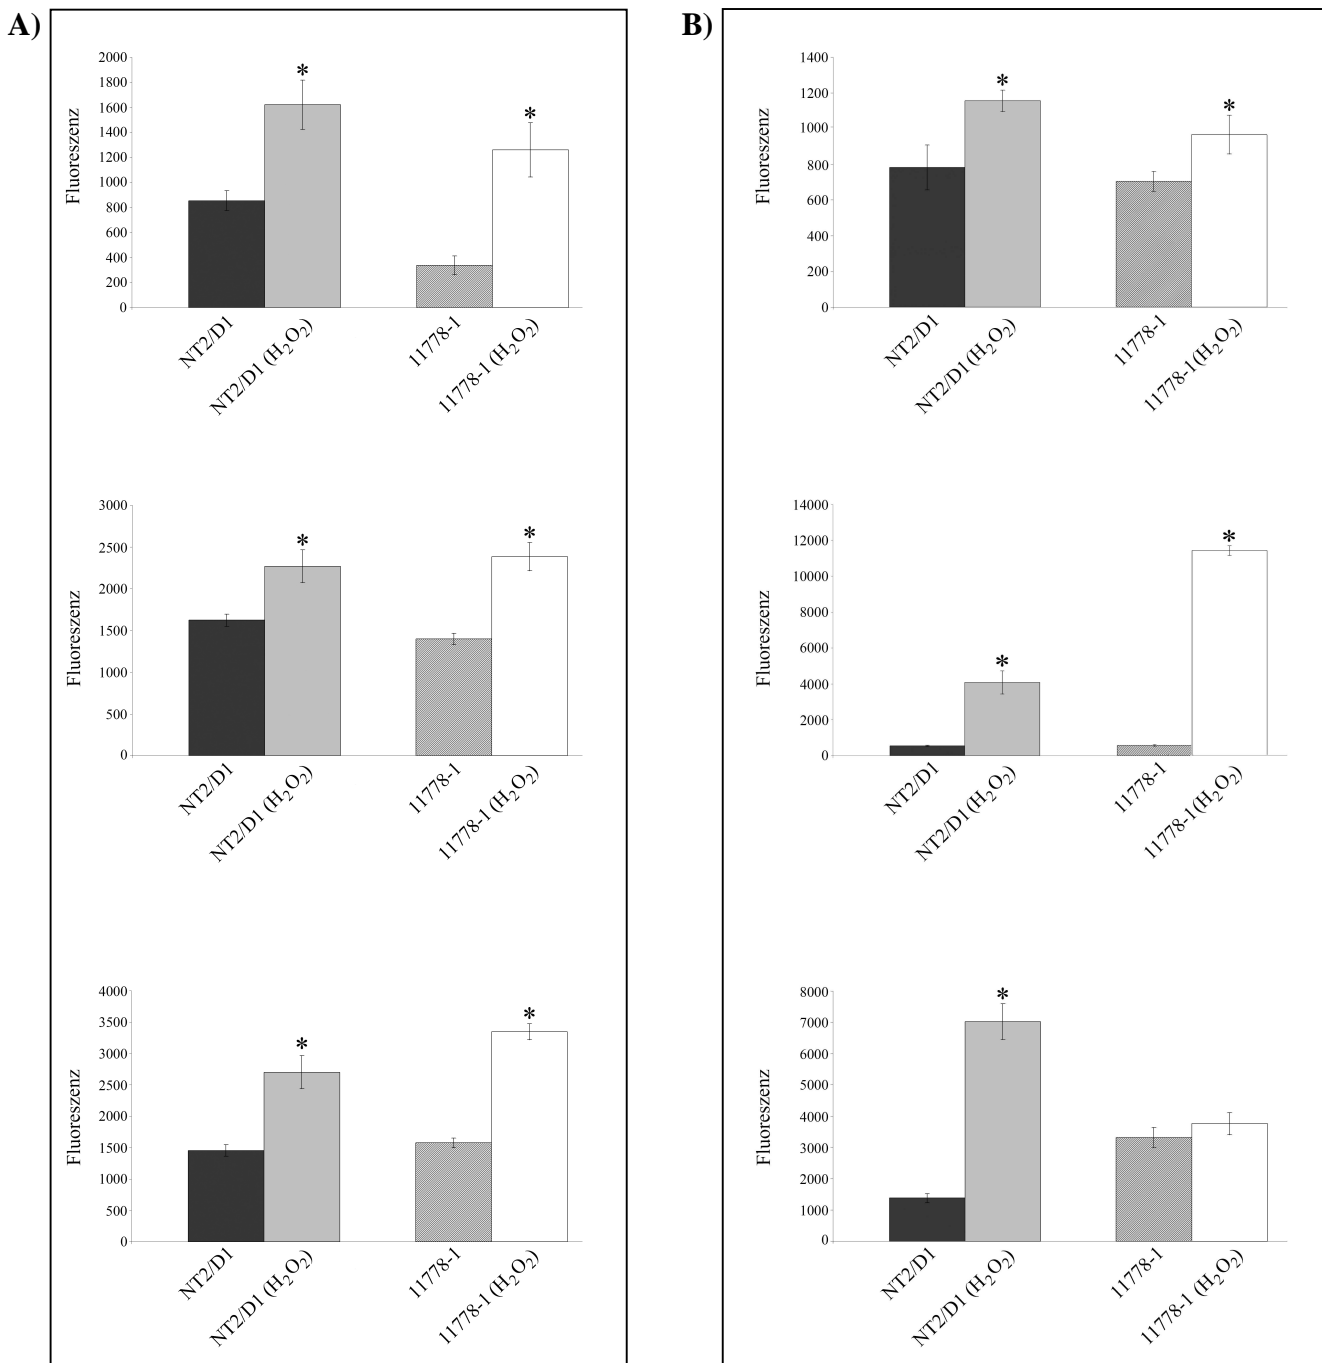 A)
Fluoreszenz
2000
1800
1600
1400
1200
1000
800
600
400
200
0
*
*
NT2/D1
NT2/D1 (H₂O₂)
11778-1
11778-1 (H₂O₂)
Fluoreszenz
3000
2500
2000
1500
1000
500
0
*
*
NT2/D1
NT2/D1 (H₂O₂)
11778-1
11778-1 (H₂O₂)
Fluoreszenz
4000
3500
3000
2500
2000
1500
1000
500
0
*
*
NT2/D1
NT2/D1 (H₂O₂)
11778-1
11778-1 (H₂O₂)
B)
Fluoreszenz
1400
1200
1000
800
600
400
200
0
*
*
NT2/D1
NT2/D1 (H₂O₂)
11778-1
11778-1 (H₂O₂)
Fluoreszenz
14000
12000
10000
8000
6000
4000
2000
0
*
*
NT2/D1
NT2/D1 (H₂O₂)
11778-1
11778-1 (H₂O₂)
Fluoreszenz
8000
7000
6000
5000
4000
3000
2000
1000
0
*
NT2/D1
NT2/D1 (H₂O₂)
11778-1
11778-1 (H₂O₂)